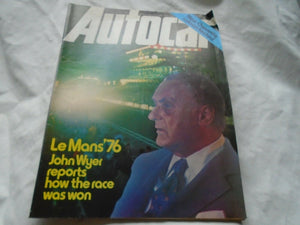 Autocar
Le Mans '76
John Wyer
reports
how the race
was won